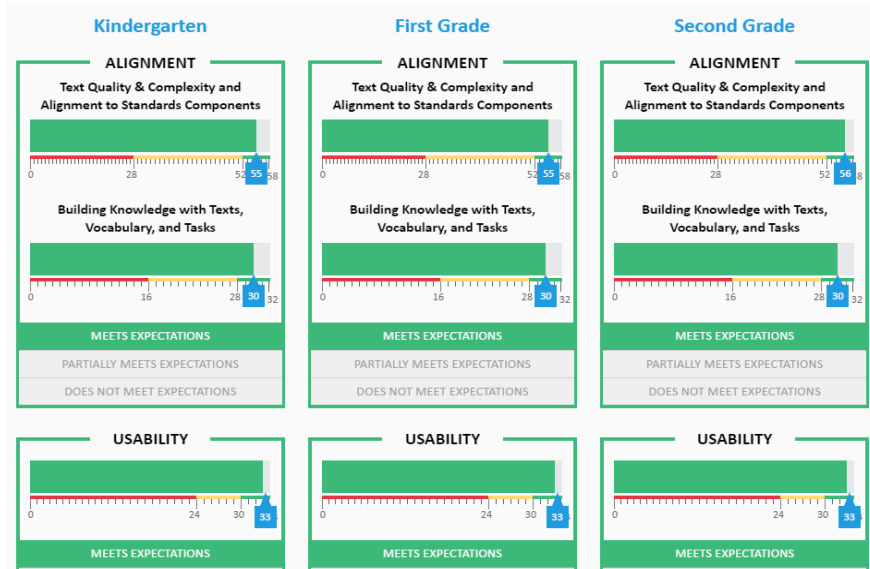 Kindergarten
First Grade
Second Grade
ALIGNMENT
ALIGNMENT
ALIGNMENT
Text Quality & Complexity and
Alignment to Standards Components
Text Quality & Complexity and
Alignment to Standards Components
Text Quality & Complexity and
Alignment to Standards Components
0 28 52 55 58
0 28 52 55 58
0 28 52 56 8
Building Knowledge with Texts,
Vocabulary, and Tasks
Building Knowledge with Texts,
Vocabulary, and Tasks
Building Knowledge with Texts,
Vocabulary, and Tasks
0 16 28 30 32
0 16 28 30 32
0 16 28 30 32
MEETS EXPECTATIONS
MEETS EXPECTATIONS
MEETS EXPECTATIONS
PARTIALLY MEETS EXPECTATIONS
PARTIALLY MEETS EXPECTATIONS
PARTIALLY MEETS EXPECTATIONS
DOES NOT MEET EXPECTATIONS
DOES NOT MEET EXPECTATIONS
DOES NOT MEET EXPECTATIONS
USABILITY
USABILITY
USABILITY
0 24 30 33
0 24 30 33
0 24 30 33
MEETS EXPECTATIONS
MEETS EXPECTATIONS
MEETS EXPECTATIONS